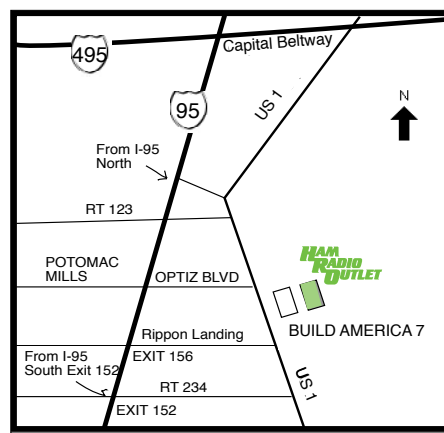 Capital Beltway
495
95
US 1
N
From I-95
North
RT 123
HAM
RADIO
OUTLET
POTOMAC
MILLS
OPTIZ BLVD
BUILD AMERICA 7
Rippon Landing
From I-95
South Exit 152
EXIT 156
RT 234
US 1
EXIT 152